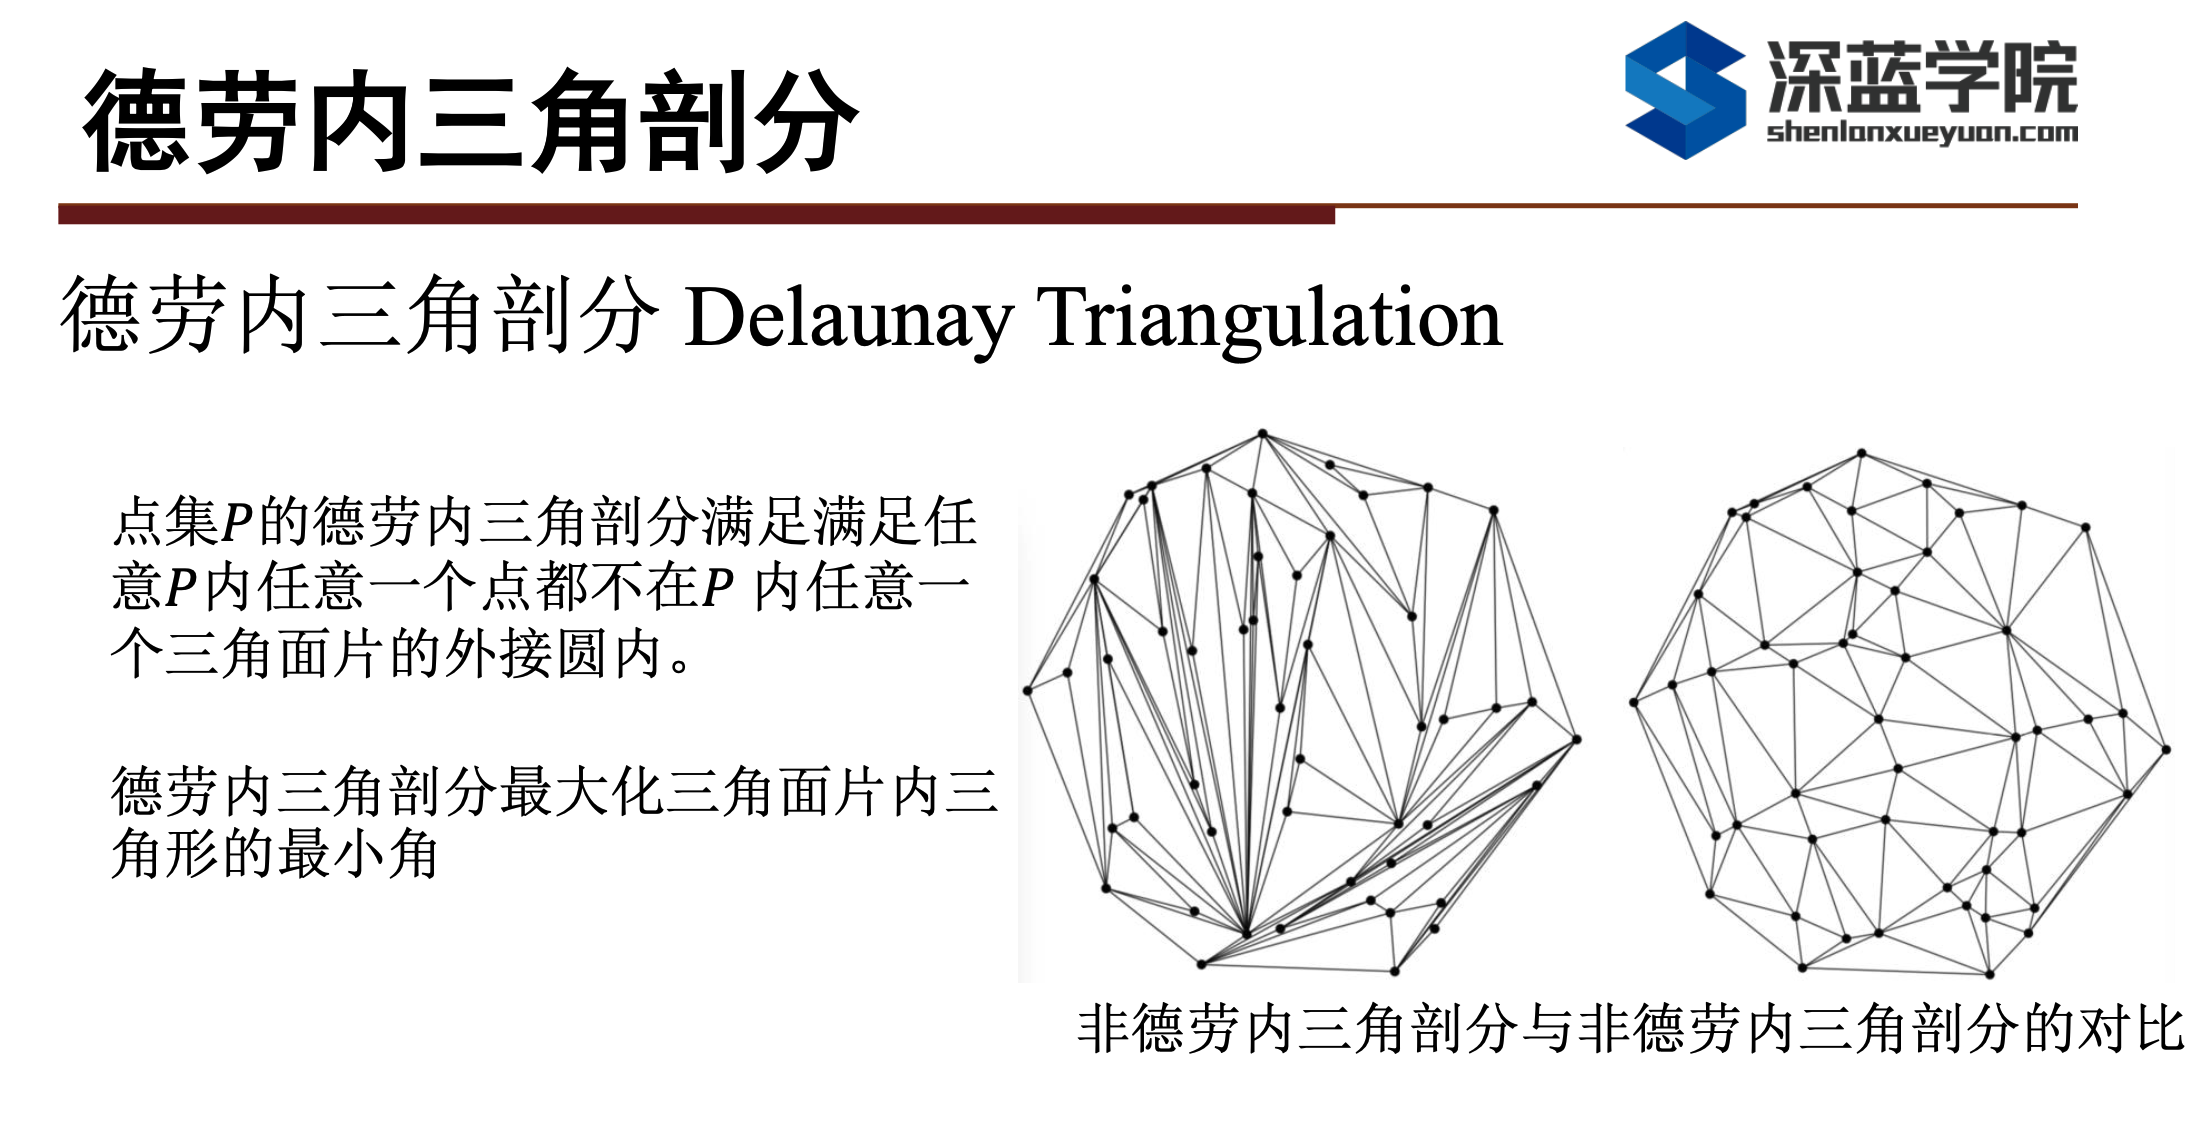 德劳内三角剖分
深蓝学院
shenlanxueyuan.com
德劳内三角剖分 Delaunay Triangulation
点集P的德劳内三角剖分满足满足任
意P内任意一个点都不在P 内任意一
个三角面片的外接圆内。
德劳内三角剖分最大化三角面片内三
角形的最小角
非德劳内三角剖分与非德劳内三角剖分的对比